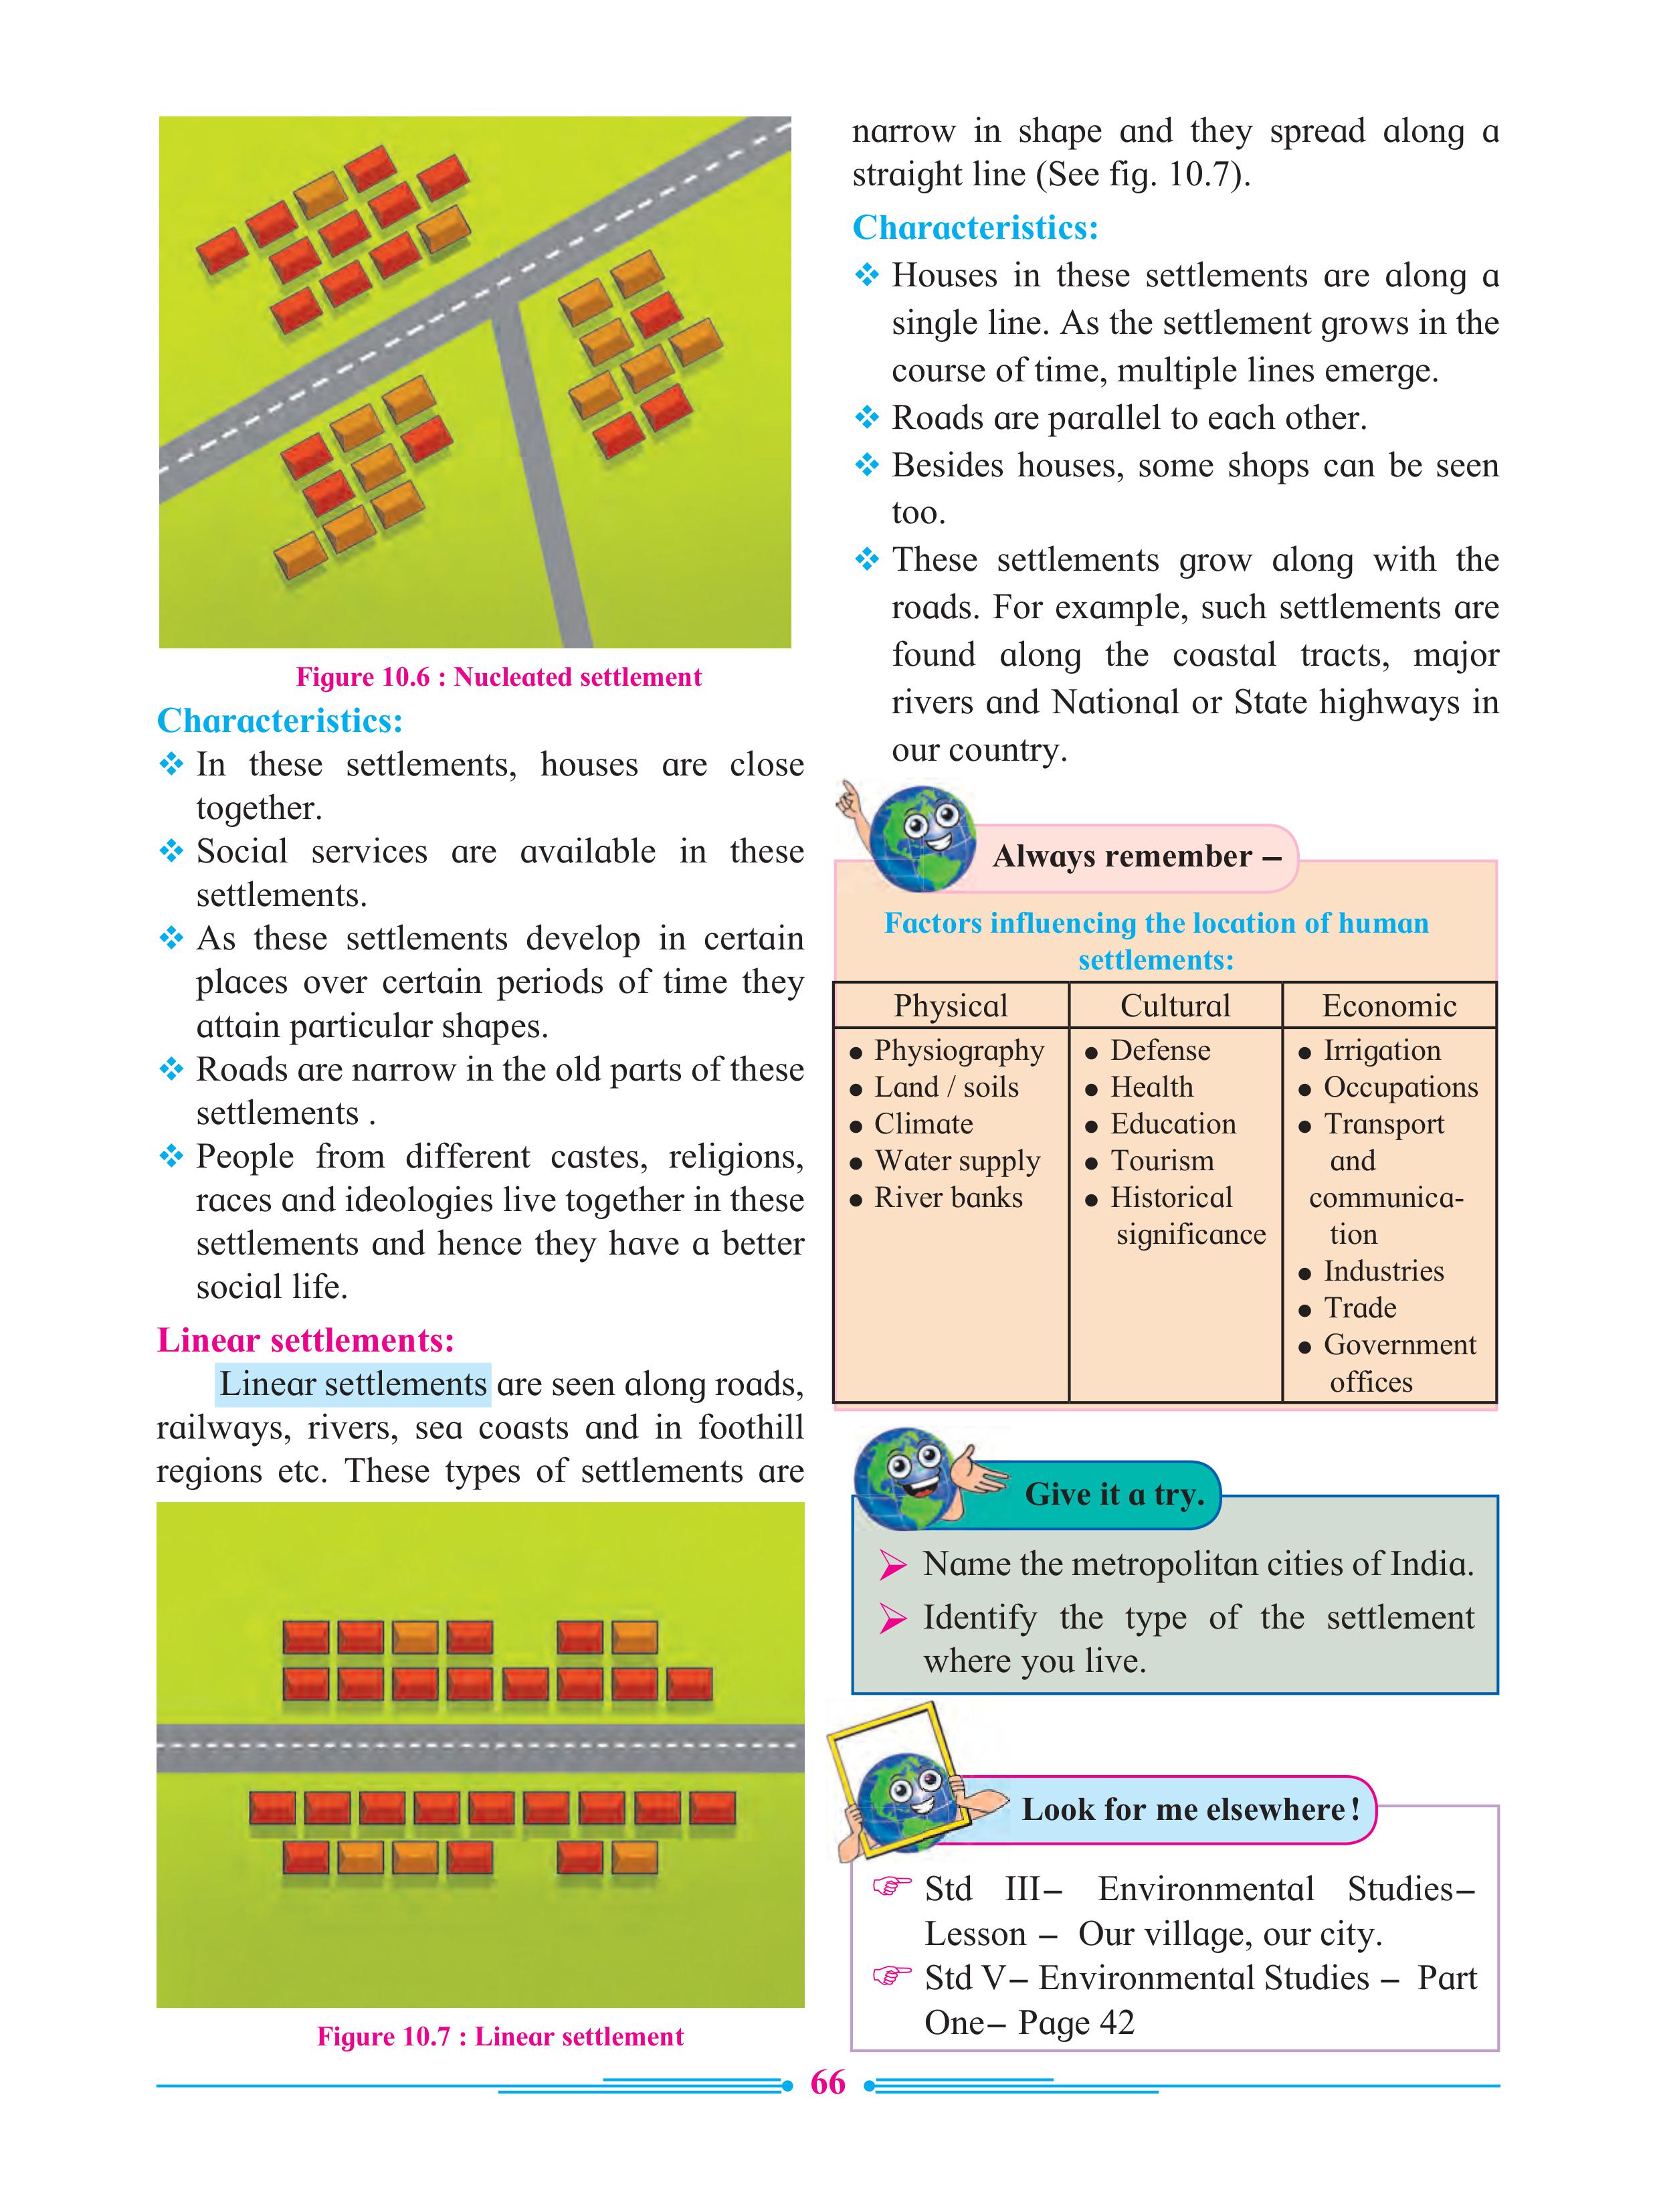 Figure 10.6 : Nucleated settlement
Characteristics:
❖ In these settlements, houses are close
together.
❖ Social services are available in these
settlements.
❖ As these settlements develop in certain
places over certain periods of time they
attain particular shapes.
❖ Roads are narrow in the old parts of these
settlements .
❖ People from different castes, religions,
races and ideologies live together in these
settlements and hence they have a better
social life.
Linear settlements:
Linear settlements are seen along roads,
railways, rivers, sea coasts and in foothill
regions etc. These types of settlements are
Figure 10.7 : Linear settlement
narrow in shape and they spread along a
straight line (See fig. 10.7).
Characteristics:
❖ Houses in these settlements are along a
single line. As the settlement grows in the
course of time, multiple lines emerge.
❖ Roads are parallel to each other.
❖ Besides houses, some shops can be seen
too.
❖ These settlements grow along with the
roads. For example, such settlements are
found along the coastal tracts, major
rivers and National or State highways in
our country.
Always remember –
Factors influencing the location of human
settlements:
Physical
● Physiography
● Land / soils
● Climate
● Water supply
● River banks
Cultural
● Defense
● Health
● Education
● Tourism
● Historical
significance
Economic
● Irrigation
● Occupations
● Transport
and
communica-
tion
● Industries
● Trade
● Government
offices
Give it a try.
➢ Name the metropolitan cities of India.
➢ Identify the type of the settlement
where you live.
Look for me elsewhere !
☞ Std III– Environmental Studies–
Lesson – Our village, our city.
☞ Std V– Environmental Studies – Part
One– Page 42
66